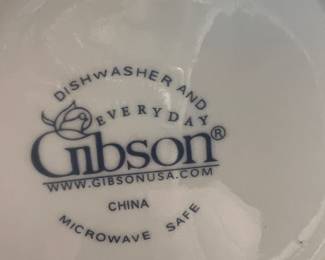 DISHWASHER AND
EVERYDAY
Gibson®
WWW.GIBSONUSA.COM
CHINA
MICROWAVE SAFE